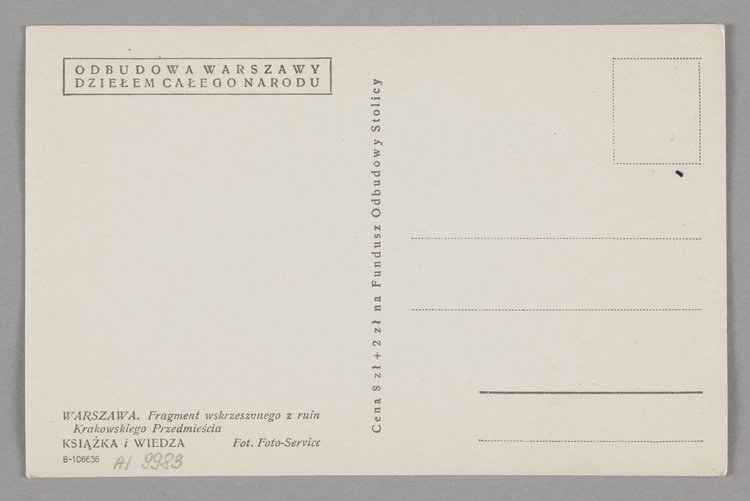 ODBUDOWA WARSZAWY
DZIEŁEM CAŁEGO NARODU
Cena 8 zł + 2 zł na Fundusz Odbudowy Stolicy
WARSZAWA. Fragment wskrzeszonego z ruin
Krakowskiego Przedmieścia
KSIĄŻKA i WIEDZA Fot. Foto-Service
B-106636
AI 9983